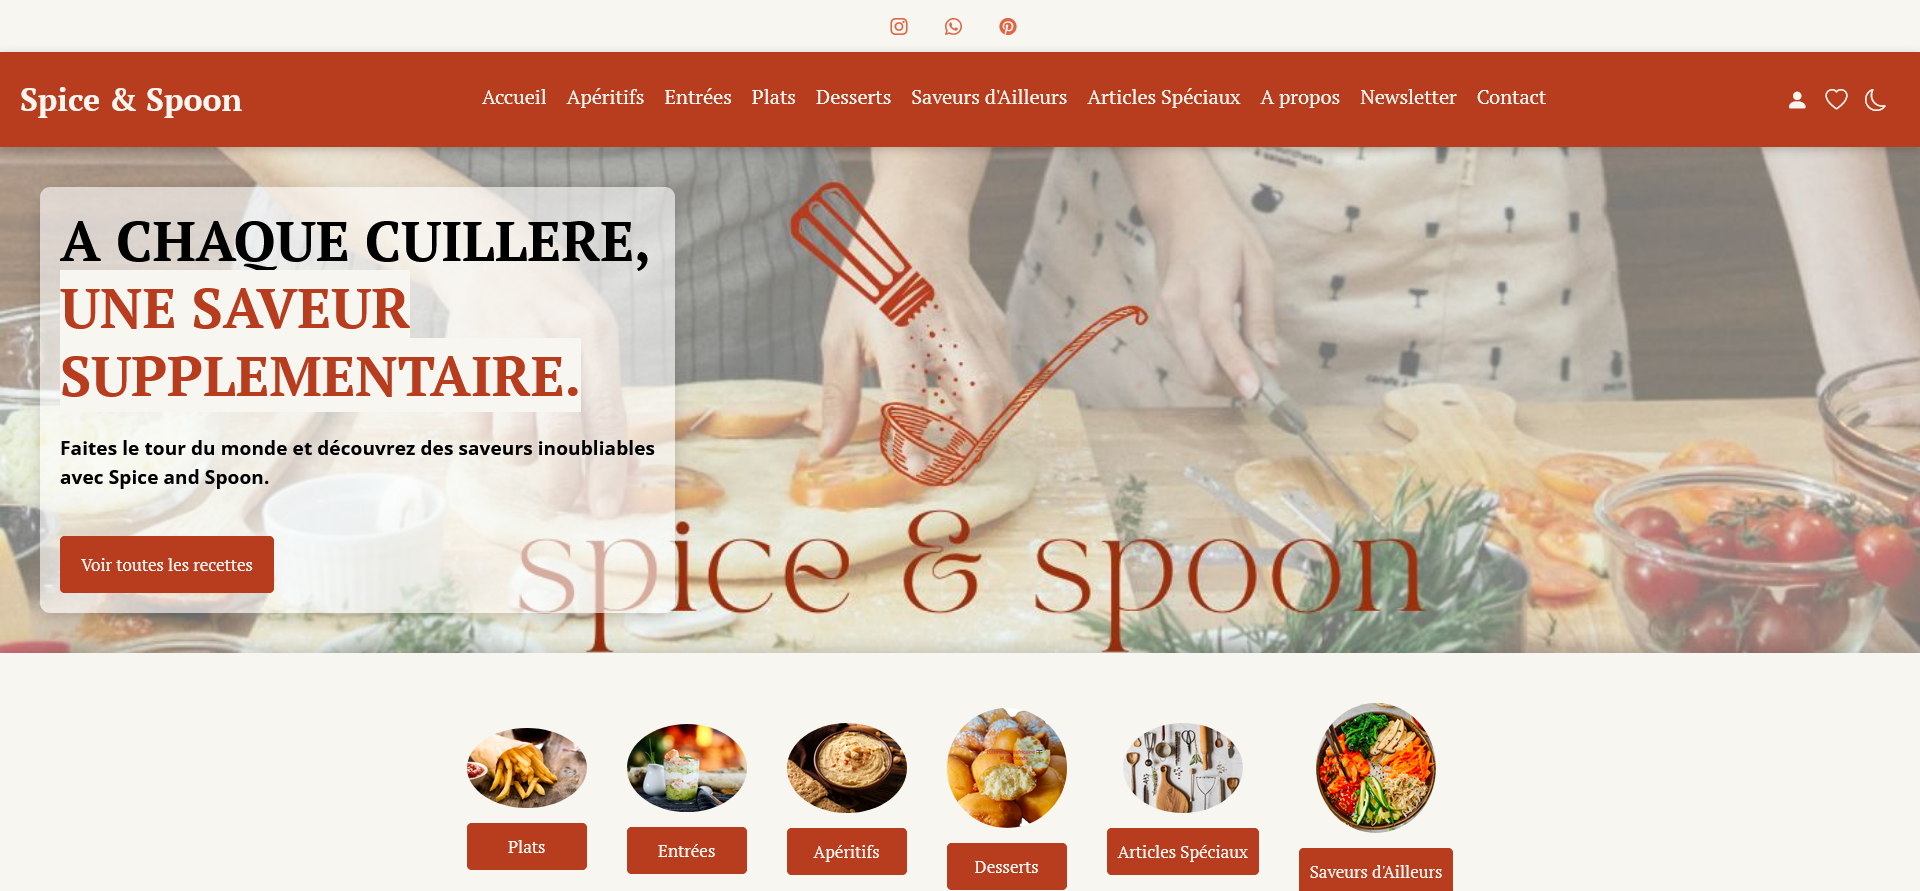 Spice & Spoon
Accueil Apéritifs Entrées Plats Desserts Saveurs d'Ailleurs Articles Spéciaux A propos Newsletter Contact
A CHAQUE CUILLERE,
UNE SAVEUR
SUPPLEMENTAIRE.
Faites le tour du monde et découvrez des saveurs inoubliables
avec Spice and Spoon.
Voir toutes les recettes
spice & spoon
Plats
Entrées
Apéritifs
Desserts
Articles Spéciaux
Saveurs d'Ailleurs